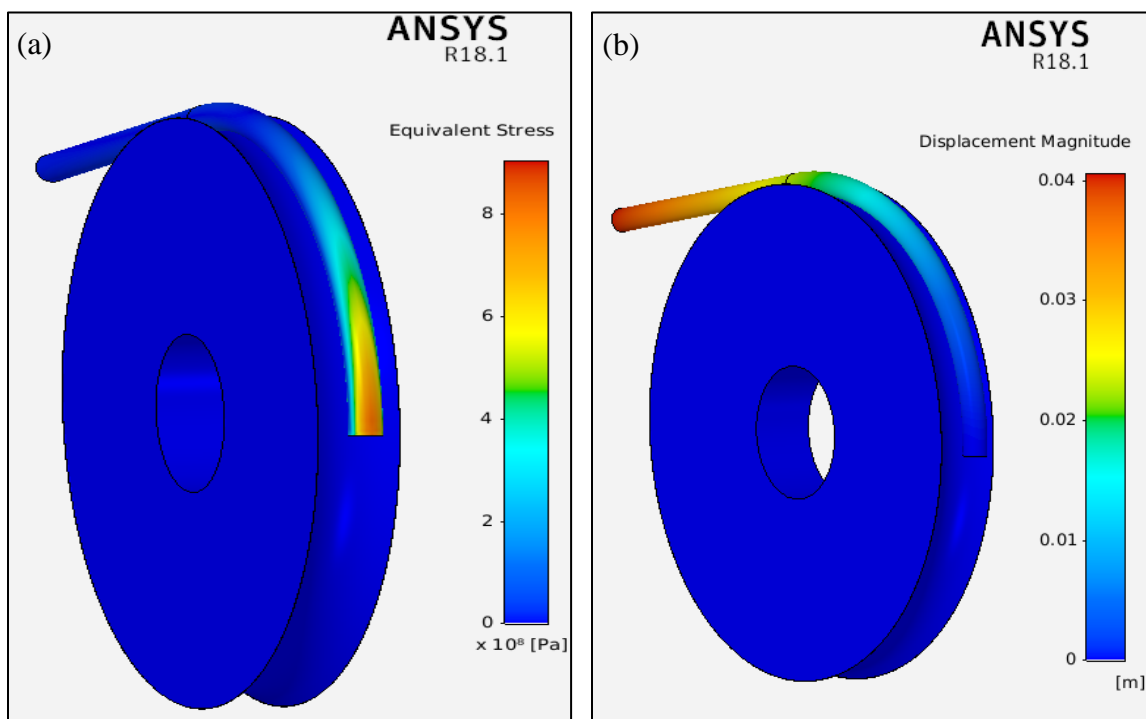 (a)
ANSYS
R18.1
Equivalent Stress
8
6
4
2
0
x 10⁸ [Pa]
(b)
ANSYS
R18.1
Displacement Magnitude
0.04
0.03
0.02
0.01
0
[m]